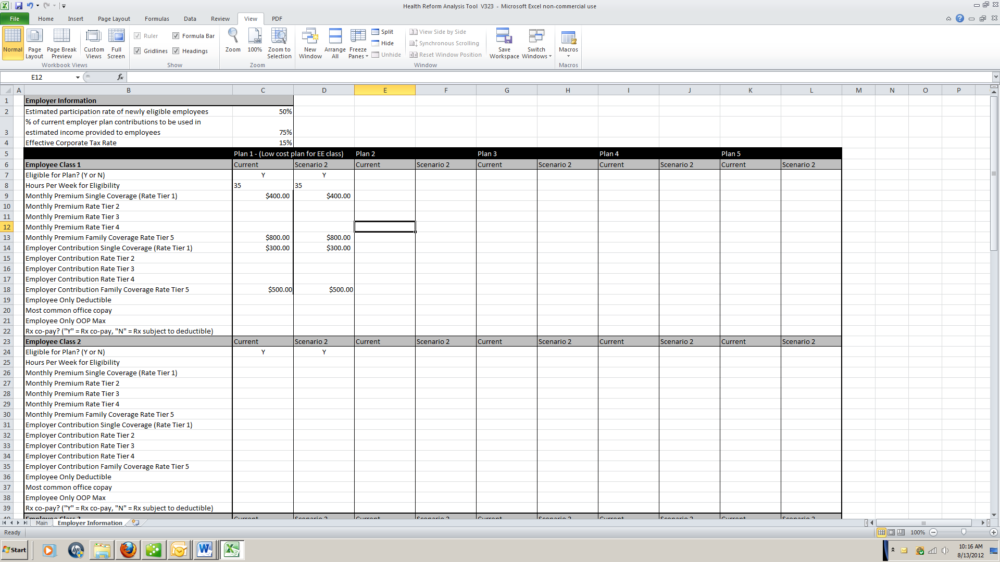 Health Reform Analysis Tool V323 - Microsoft Excel non-commercial use
File Home Insert Page Layout Formulas Data Review View PDF
Normal Page Layout Page Break Preview Custom Views Full Screen
Workbook Views
Ruler Formula Bar
Gridlines Headings
Show
Zoom 100% Zoom to Selection
Zoom
New Window Arrange All Freeze Panes
Split
Hide
Unhide
View Side by Side
Synchronous Scrolling
Reset Window Position
Window
Save Workspace Switch Windows
Macros
Macros
E12 fx
A B C D E F G H I J K L M N O P
1 Employer Information
2 Estimated participation rate of newly eligible employees 50%
% of current employer plan contributions to be used in
3 estimated income provided to employees 75%
4 Effective Corporate Tax Rate 15%
5 Plan 1 - (Low cost plan for EE class) Plan 2 Plan 3 Plan 4 Plan 5
6 Employee Class 1 Current Scenario 2 Current Scenario 2 Current Scenario 2 Current Scenario 2 Current Scenario 2
7 Eligible for Plan? (Y or N) Y Y
8 Hours Per Week for Eligibility 35 35
9 Monthly Premium Single Coverage (Rate Tier 1) $400.00 $400.00
10 Monthly Premium Rate Tier 2
11 Monthly Premium Rate Tier 3
12 Monthly Premium Rate Tier 4
13 Monthly Premium Family Coverage Rate Tier 5 $800.00 $800.00
14 Employer Contribution Single Coverage (Rate Tier 1) $300.00 $300.00
15 Employer Contribution Rate Tier 2
16 Employer Contribution Rate Tier 3
17 Employer Contribution Rate Tier 4
18 Employer Contribution Family Coverage Rate Tier 5 $500.00 $500.00
19 Employee Only Deductible
20 Most common office copay
21 Employee Only OOP Max
22 Rx co-pay? ("Y" = Rx co-pay, "N" = Rx subject to deductible)
23 Employee Class 2 Current Scenario 2 Current Scenario 2 Current Scenario 2 Current Scenario 2 Current Scenario 2
24 Eligible for Plan? (Y or N) Y Y
25 Hours Per Week for Eligibility
26 Monthly Premium Single Coverage (Rate Tier 1)
27 Monthly Premium Rate Tier 2
28 Monthly Premium Rate Tier 3
29 Monthly Premium Rate Tier 4
30 Monthly Premium Family Coverage Rate Tier 5
31 Employer Contribution Single Coverage (Rate Tier 1)
32 Employer Contribution Rate Tier 2
33 Employer Contribution Rate Tier 3
34 Employer Contribution Rate Tier 4
35 Employer Contribution Family Coverage Rate Tier 5
36 Employee Only Deductible
37 Most common office copay
38 Employee Only OOP Max
39 Rx co-pay? ("Y" = Rx co-pay, "N" = Rx subject to deductible)
40 Employee Class 3 Current Scenario 2 Current Scenario 2 Current Scenario 2 Current Scenario 2 Current Scenario 2
Main Employer Information
Ready 100%
Start 10:16 AM
8/13/2012